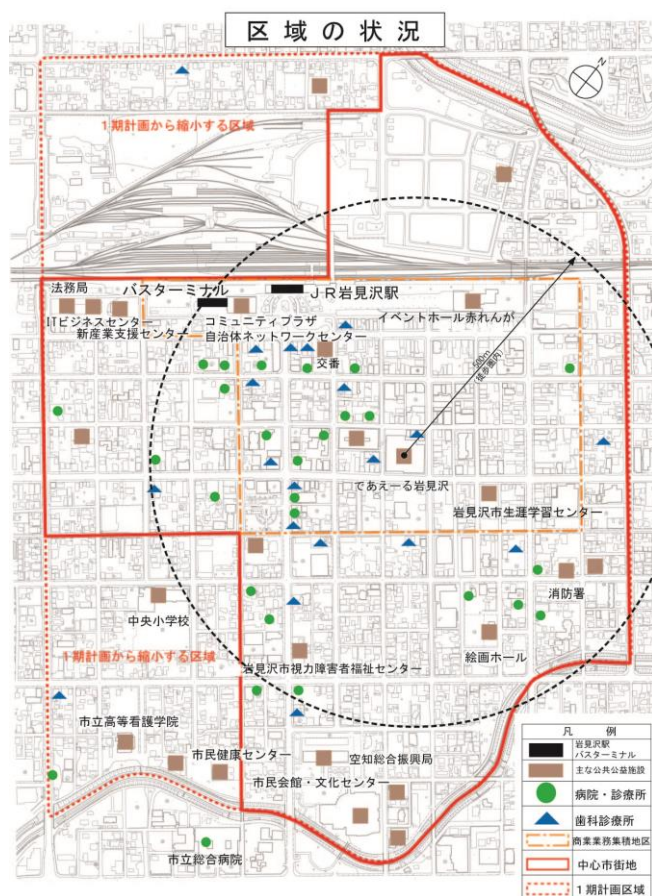 区域の状況
N
1期計画から縮小する区域
法務局
バスターミナル
JR岩見沢駅
ITビジネスセンター
新産業支援センター
コミュニティプラザ
自治体ネットワークセンター
イベントホール赤れんが
交番
500m
(徒歩圏内)
であえーる岩見沢
岩見沢市生涯学習センター
消防署
中央小学校
絵画ホール
1期計画から縮小する区域
岩見沢市視力障害者福祉センター
市立高等看護学院
市民健康センター
空知総合振興局
市民会館・文化センター
市立総合病院
凡例
岩見沢駅
バスターミナル
主な公共公益施設
病院・診療所
歯科診療所
商業業務集積地区
中心市街地
1期計画区域